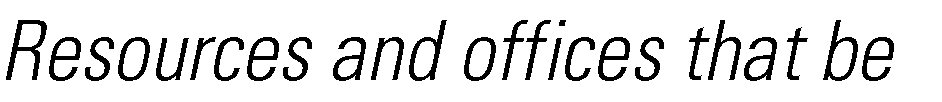 Resources and offices that be